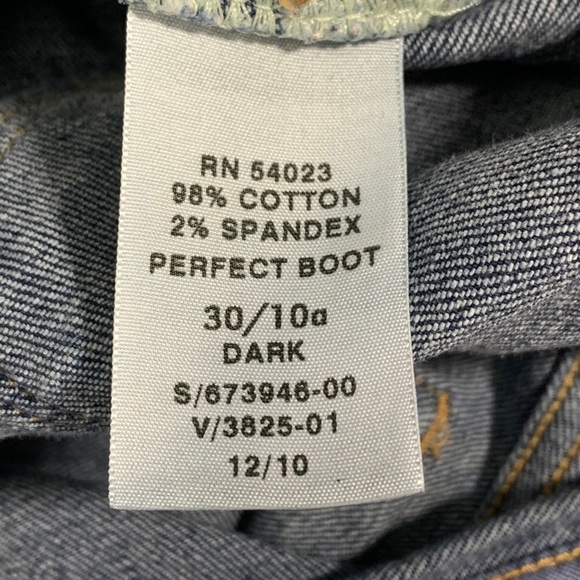 RN 54023
98% COTTON
2% SPANDEX
PERFECT BOOT
30/10a
DARK
S/673946-00
V/3825-01
12/10